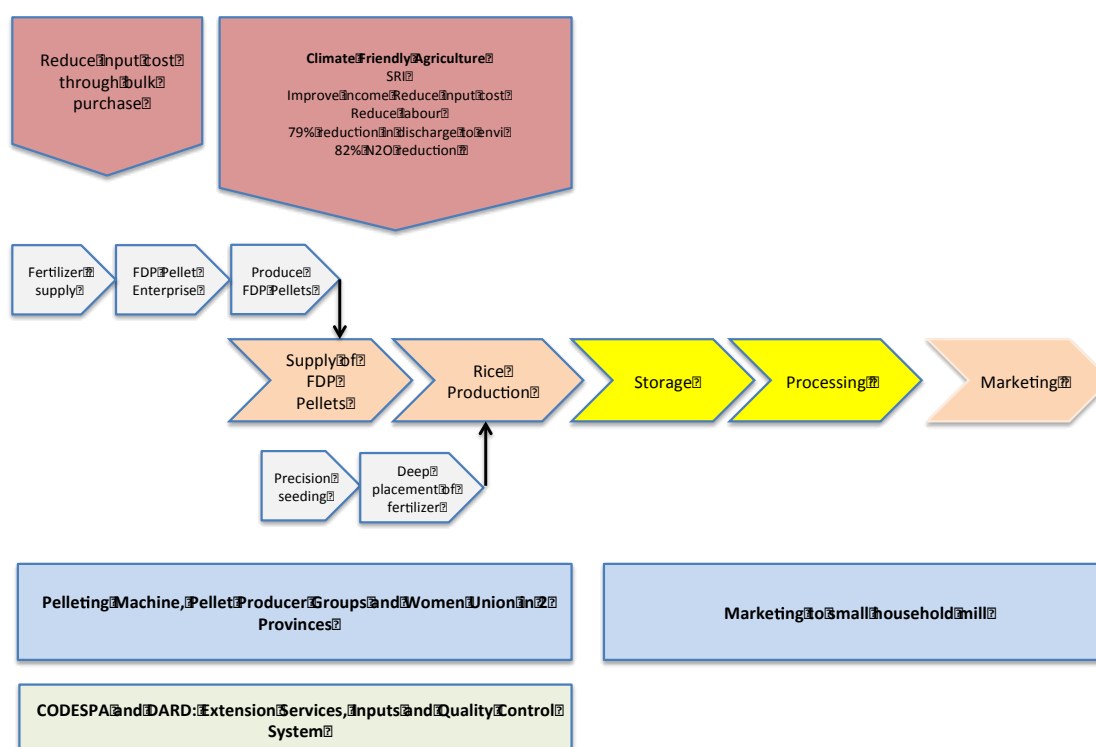 Reduce input cost
through bulk
purchase
Climate Friendly Agriculture
SRI
Improve income Reduce input cost
Reduce labour
79% reduction in discharge to envi
82% N2O reduction
Fertilizer
supply
FDP Pellet
Enterprise
Produce
FDP Pellets
Supply of
FDP
Pellets
Rice
Production
Storage
Processing
Marketing
Precision
seeding
Deep
placement of
fertilizer
Pelleting Machine, Pellet Producer Groups and Women Union in 2
Provinces
Marketing to small household mill
CODESPA and DARD: Extension Services, Inputs and Quality Control
System